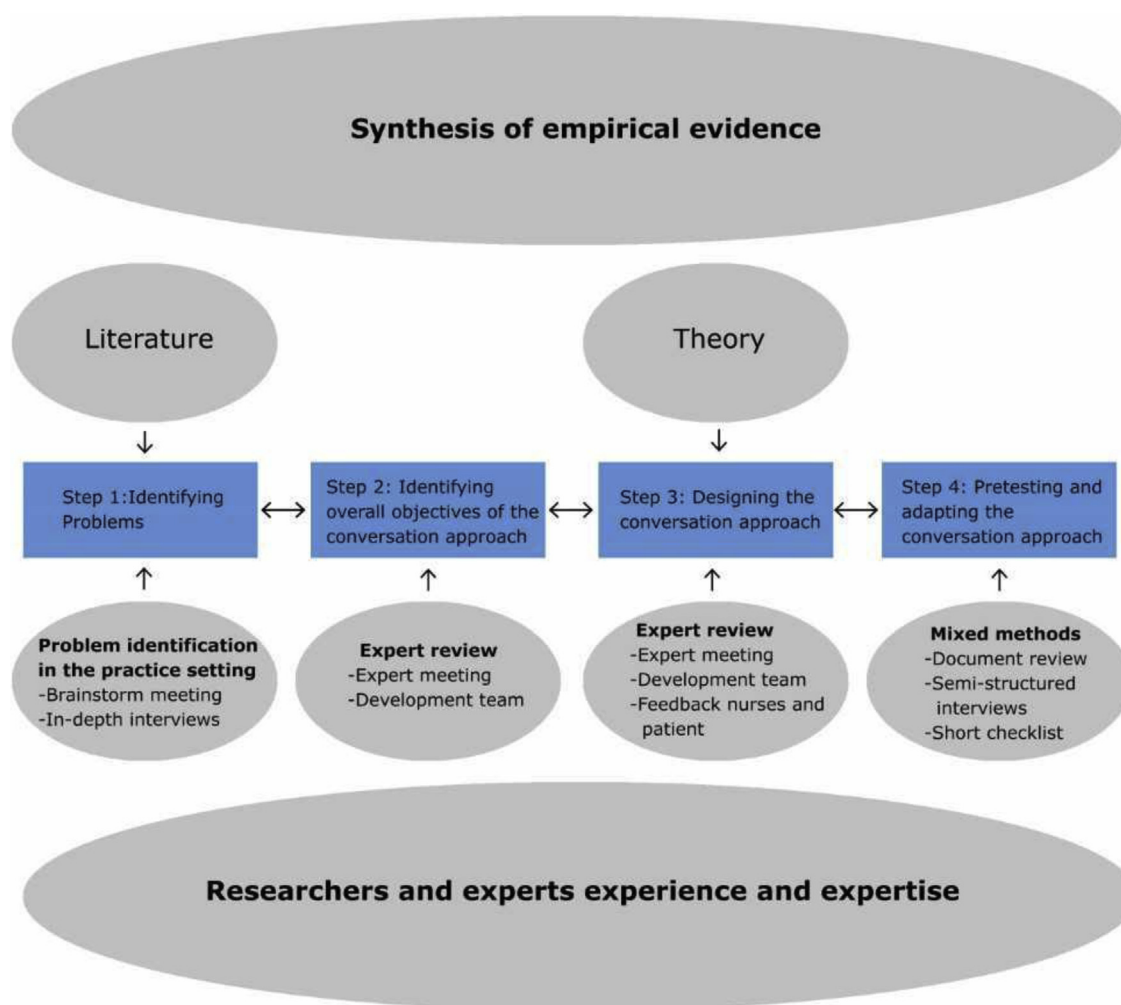 Synthesis of empirical evidence
Literature
Theory
Step 1:Identifying
Problems
Step 2: Identifying
overall objectives of the
conversation approach
Step 3: Designing the
conversation approach
Step 4: Pretesting and
adapting the
conversation approach
Problem identification
in the practice setting
-Brainstorm meeting
-In-depth interviews
Expert review
-Expert meeting
-Development team
Expert review
-Expert meeting
-Development team
-Feedback nurses and
patient
Mixed methods
-Document review
-Semi-structured
interviews
-Short checklist
Researchers and experts experience and expertise